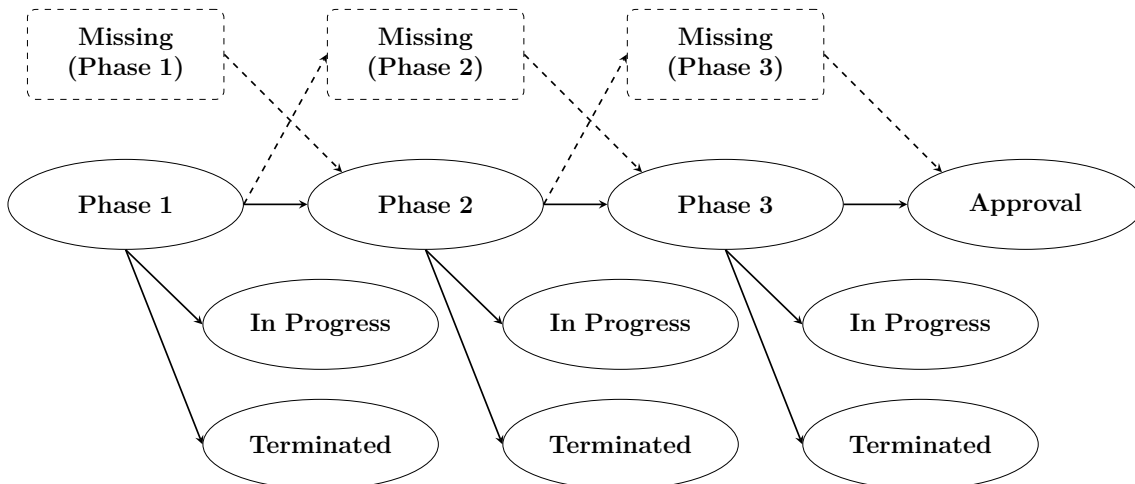 Missing
(Phase 1)
Missing
(Phase 2)
Missing
(Phase 3)
Phase 1
Phase 2
Phase 3
Approval
In Progress
In Progress
In Progress
Terminated
Terminated
Terminated